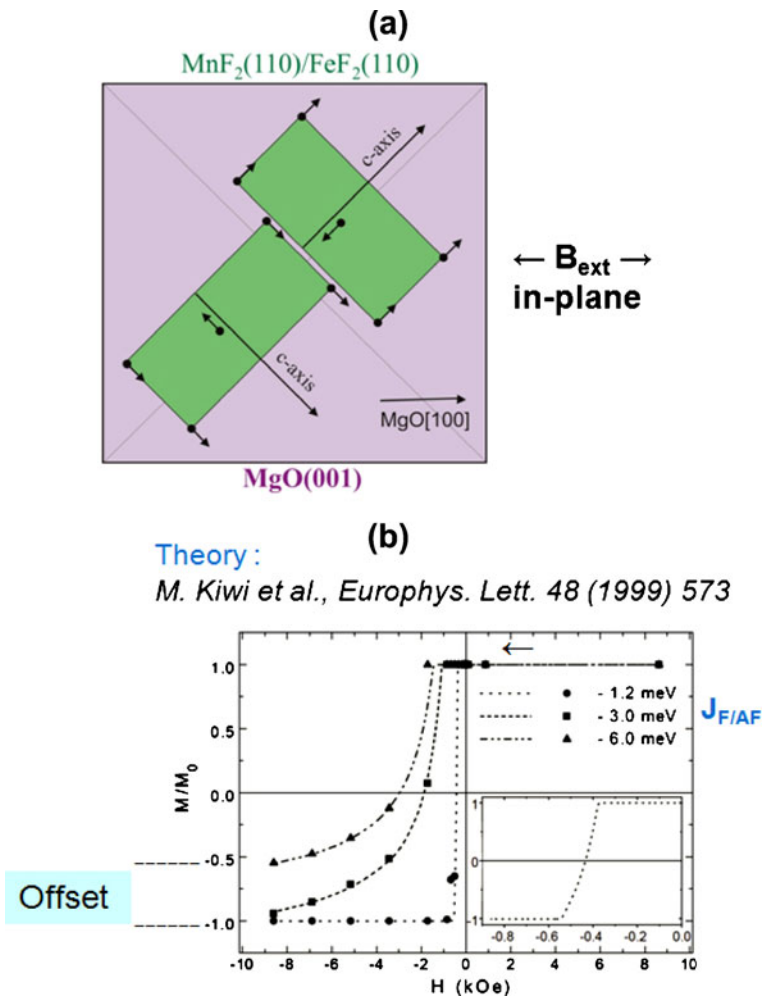 (a)
MnF2(110)/FeF2(110)
c-axis
c-axis
MgO[100]
MgO(001)
← Bext →
in-plane
(b)
Theory :
M. Kiwi et al., Europhys. Lett. 48 (1999) 573
←
- 1.2 meV
- 3.0 meV
- 6.0 meV
JF/AF
1.0
0.5
0.0
-0.5
-1.0
M/M0
Offset
1
0
-1
-0.8 -0.6 -0.4 -0.2 0.0
-10 -8 -6 -4 -2 0 2 4 6 8 10
H (kOe)